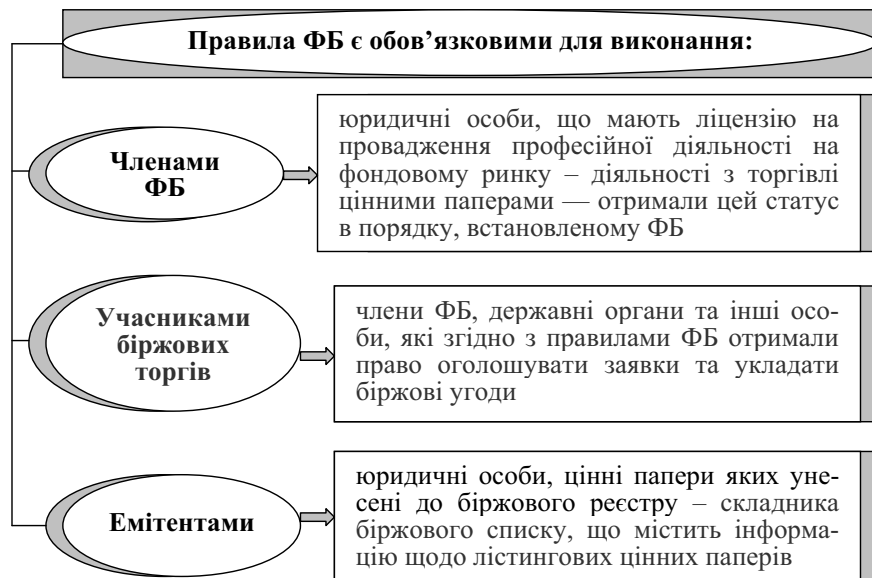 Правила ФБ є обов’язковими для виконання:
Членами
ФБ
юридичні особи, що мають ліцензію на
провадження професійної діяльності на
фондовому ринку – діяльності з торгівлі
цінними паперами — отримали цей статус
в порядку, встановленому ФБ
Учасниками
біржових
торгів
члени ФБ, державні органи та інші осо-
би, які згідно з правилами ФБ отримали
право оголошувати заявки та укладати
біржові угоди
Емітентами
юридичні особи, цінні папери яких уне-
сені до біржового реєстру – складника
біржового списку, що містить інформа-
цію щодо лістингових цінних паперів